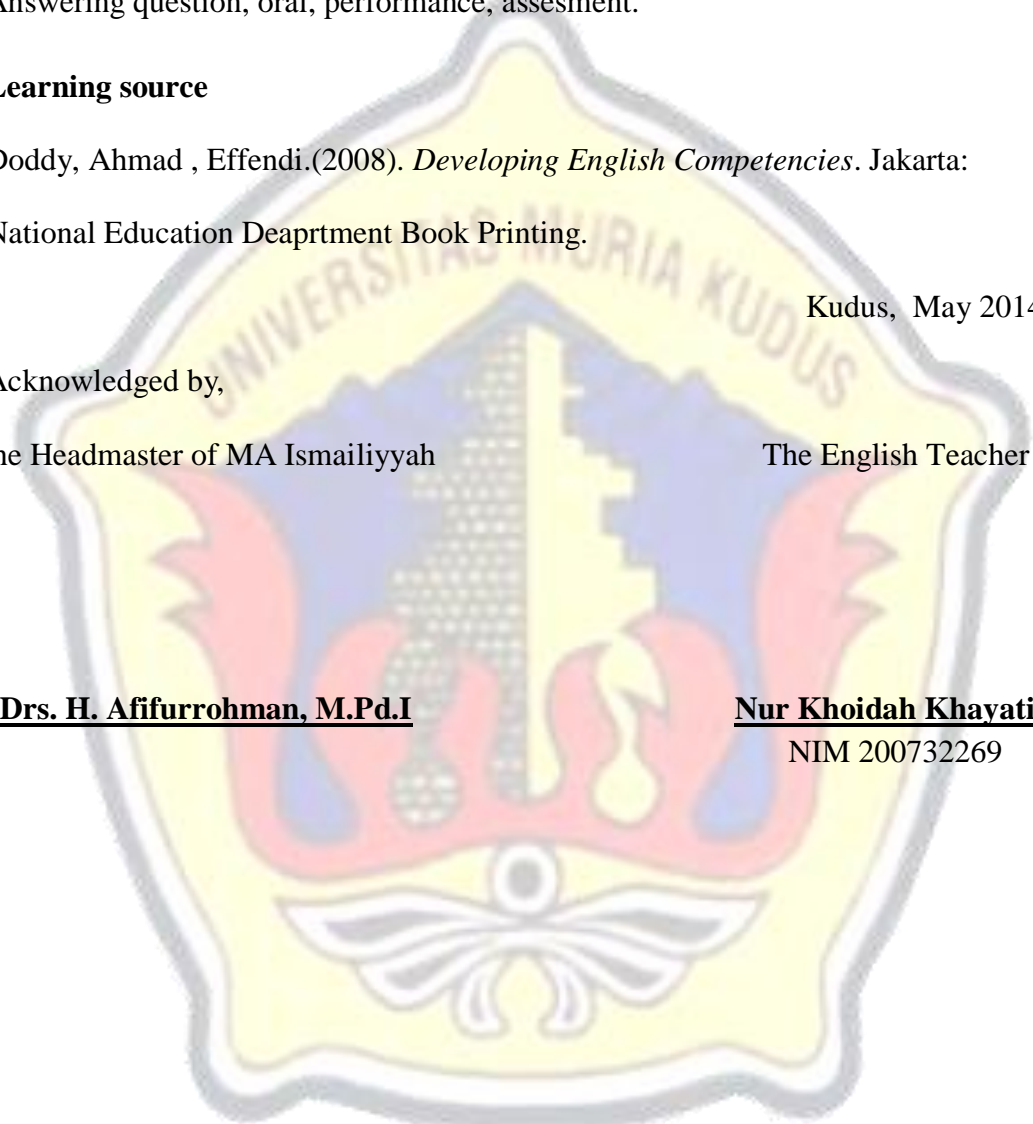 Answering question, oral, performance, assesment.
Learning source
Doddy, Ahmad , Effendi.(2008). Developing English Competencies. Jakarta:
National Education Deaprtment Book Printing.
UNIVERSITAS MURIA KUDUS
Kudus, May 2014
Acknowledged by,
he Headmaster of MA Ismailiyyah The English Teacher
Drs. H. Afifurrohman, M.Pd.I Nur Khoidah Khayati
NIM 200732269